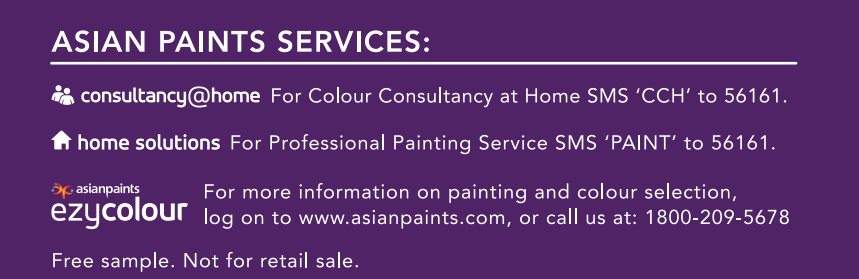 ASIAN PAINTS SERVICES:
consultancy@home For Colour Consultancy at Home SMS ‘CCH’ to 56161.
home solutions For Professional Painting Service SMS ‘PAINT’ to 56161.
asianpaints
ezycolour
For more information on painting and colour selection,
log on to www.asianpaints.com, or call us at: 1800-209-5678
Free sample. Not for retail sale.